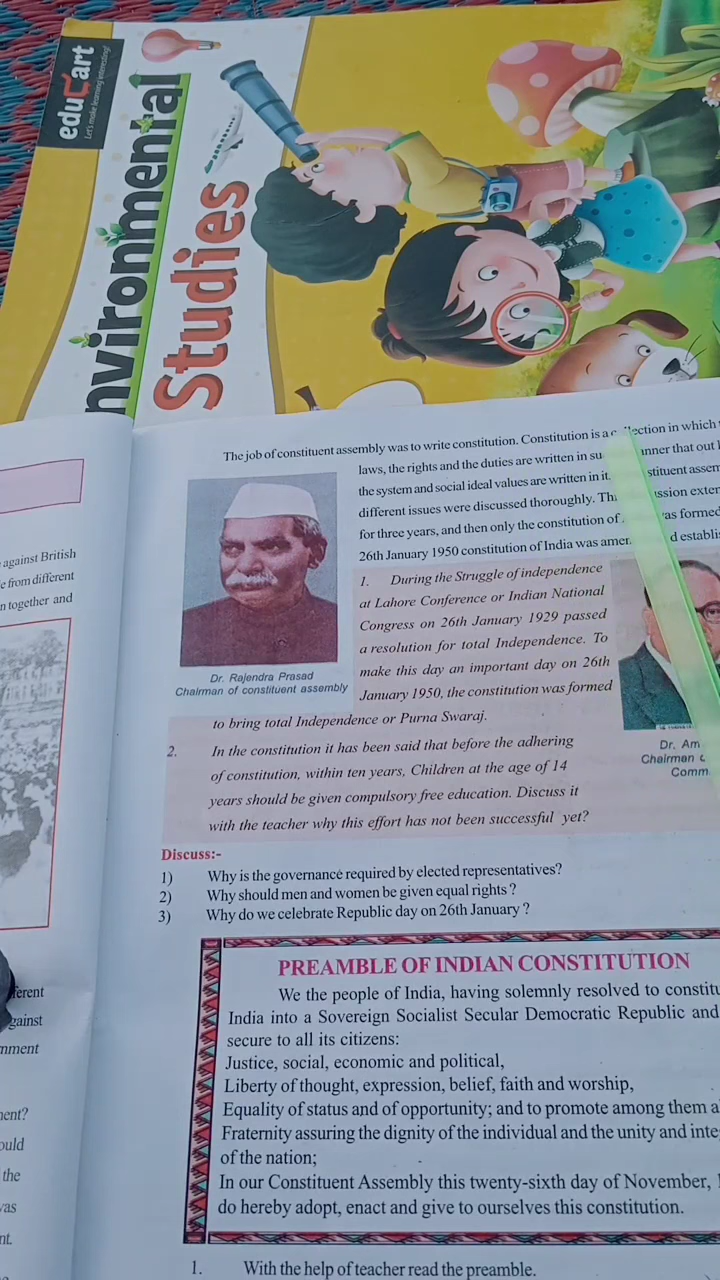 eduCart
Let's make learning interesting!
nvironmental
Studies
The job of constituent assembly was to write constitution. Constitution is a in which
laws, the rights and the duties are written in su that out
the system and social ideal values are written in it.
different issues were discussed thoroughly.
for three years, and then only the constitution of formed
26th January 1950 constitution of India was
Dr. Rajendra Prasad
Chairman of constituent assembly
1. During the Struggle of independence
at Lahore Conference or Indian National
Congress on 26th January 1929 passed
a resolution for total Independence. To
make this day an important day on 26th
January 1950, the constitution was formed
to bring total Independence or Purna Swaraj.
2. In the constitution it has been said that before the adhering
of constitution, within ten years, Children at the age of 14
years should be given compulsory free education. Discuss it
with the teacher why this effort has not been successful yet?
Dr. Am
Chairman
Comm
Discuss:-
1) Why is the governance required by elected representatives?
2) Why should men and women be given equal rights ?
3) Why do we celebrate Republic day on 26th January ?
PREAMBLE OF INDIAN CONSTITUTION
We the people of India, having solemnly resolved to constitu
India into a Sovereign Socialist Secular Democratic Republic and
secure to all its citizens:
Justice, social, economic and political,
Liberty of thought, expression, belief, faith and worship,
Equality of status and of opportunity; and to promote among them a
Fraternity assuring the dignity of the individual and the unity and inte
of the nation;
In our Constituent Assembly this twenty-sixth day of November,
do hereby adopt, enact and give to ourselves this constitution.
1. With the help of teacher read the preamble.
against British
e from different
n together and
ferent
gainst
nment
ent?
ould
the
vas
nt.